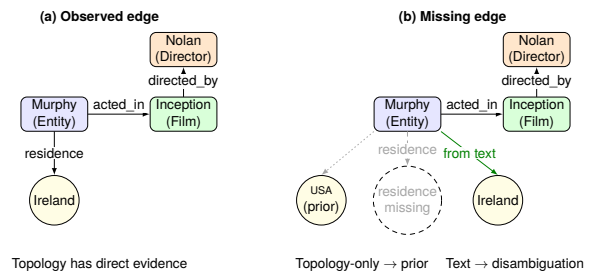 (a) Observed edge
Nolan
(Director)
directed_by
Murphy
(Entity)
acted_in
Inception
(Film)
residence
Ireland
Topology has direct evidence
(b) Missing edge
Nolan
(Director)
directed_by
Murphy
(Entity)
acted_in
Inception
(Film)
residence
from text
USA
(prior)
residence
missing
Ireland
Topology-only → prior
Text → disambiguation